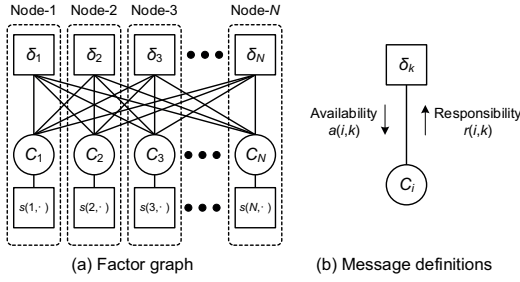 Node-1 Node-2 Node-3 Node-N
δ1 δ2 δ3 δN
C1 C2 C3 CN
s(1,·) s(2,·) s(3,·) s(N,·)
(a) Factor graph
δk
Availability
a(i,k)
Responsibility
r(i,k)
Ci
(b) Message definitions